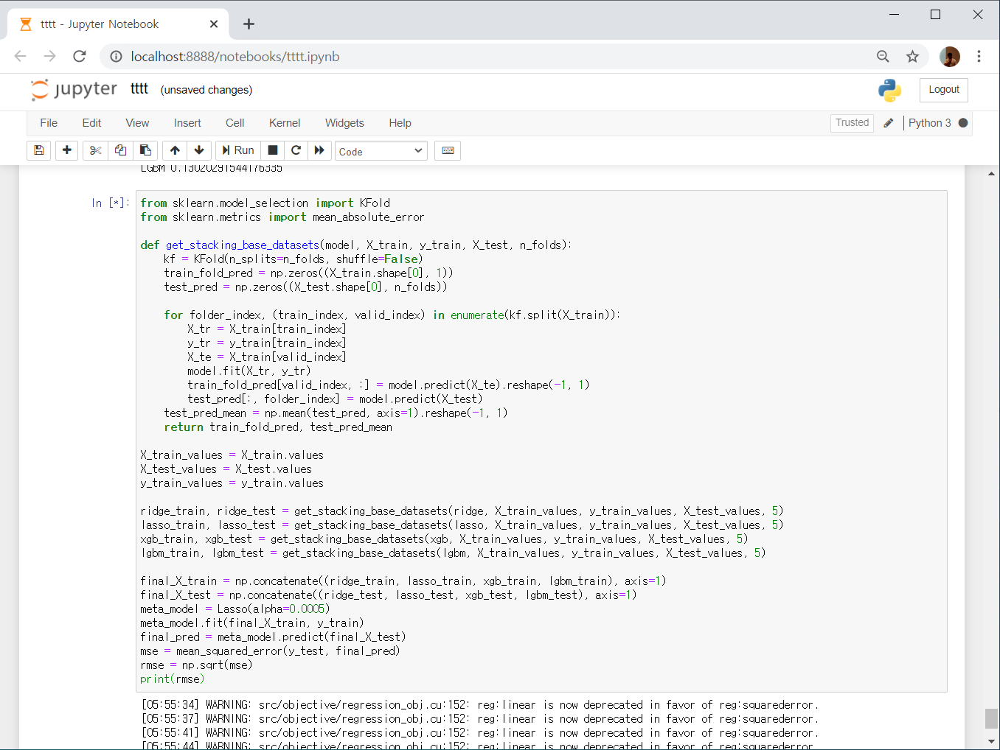 tttt - Jupyter Notebook
localhost:8888/notebooks/tttt.ipynb
jupyter tttt (unsaved changes)
Logout
File Edit View Insert Cell Kernel Widgets Help Trusted Python 3
Run Code
LGBM 0.13020291544176335
In [*]:
from sklearn.model_selection import KFold
from sklearn.metrics import mean_absolute_error
def get_stacking_base_datasets(model, X_train, y_train, X_test, n_folds):
    kf = KFold(n_splits=n_folds, shuffle=False)
    train_fold_pred = np.zeros((X_train.shape[0], 1))
    test_pred = np.zeros((X_test.shape[0], n_folds))
    for folder_index, (train_index, valid_index) in enumerate(kf.split(X_train)):
        X_tr = X_train[train_index]
        y_tr = y_train[train_index]
        X_te = X_train[valid_index]
        model.fit(X_tr, y_tr)
        train_fold_pred[valid_index, :] = model.predict(X_te).reshape(-1, 1)
        test_pred[:, folder_index] = model.predict(X_test)
    test_pred_mean = np.mean(test_pred, axis=1).reshape(-1, 1)
    return train_fold_pred, test_pred_mean
X_train_values = X_train.values
X_test_values = X_test.values
y_train_values = y_train.values
ridge_train, ridge_test = get_stacking_base_datasets(ridge, X_train_values, y_train_values, X_test_values, 5)
lasso_train, lasso_test = get_stacking_base_datasets(lasso, X_train_values, y_train_values, X_test_values, 5)
xgb_train, xgb_test = get_stacking_base_datasets(xgb, X_train_values, y_train_values, X_test_values, 5)
lgbm_train, lgbm_test = get_stacking_base_datasets(lgbm, X_train_values, y_train_values, X_test_values, 5)
final_X_train = np.concatenate((ridge_train, lasso_train, xgb_train, lgbm_train), axis=1)
final_X_test = np.concatenate((ridge_test, lasso_test, xgb_test, lgbm_test), axis=1)
meta_model = Lasso(alpha=0.0005)
meta_model.fit(final_X_train, y_train)
final_pred = meta_model.predict(final_X_test)
mse = mean_squared_error(y_test, final_pred)
rmse = np.sqrt(mse)
print(rmse)
[05:55:34] WARNING: src/objective/regression_obj.cu:152: reg:linear is now deprecated in favor of reg:squarederror.
[05:55:37] WARNING: src/objective/regression_obj.cu:152: reg:linear is now deprecated in favor of reg:squarederror.
[05:55:41] WARNING: src/objective/regression_obj.cu:152: reg:linear is now deprecated in favor of reg:squarederror.
[05:55:44] WARNING: src/objective/regression_obj.cu:152: reg:linear is now deprecated in favor of reg:squarederror.